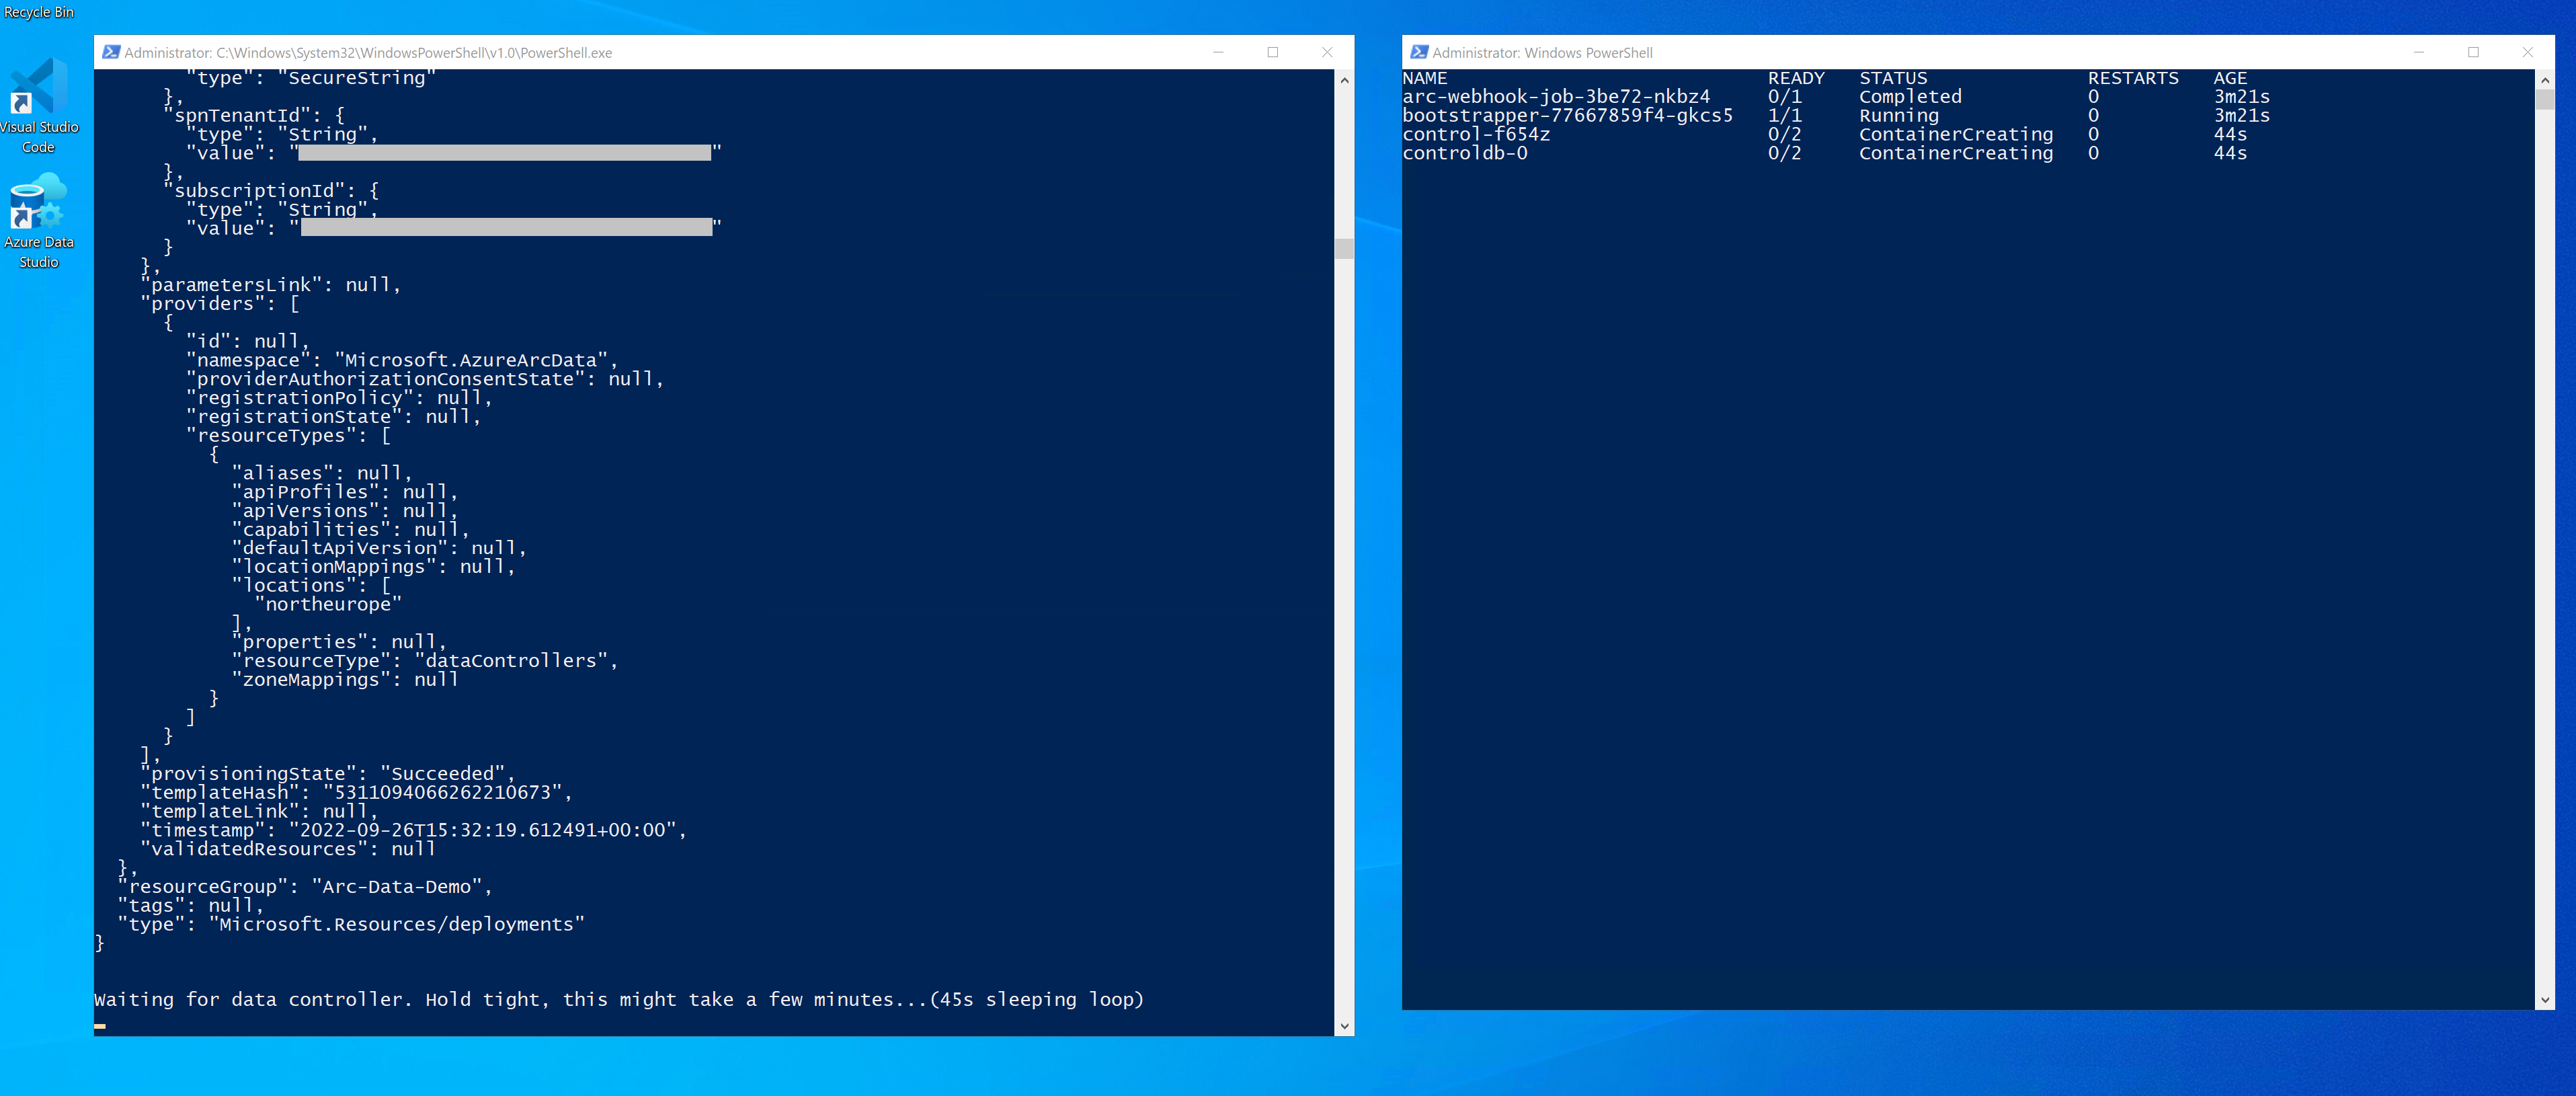 Recycle Bin
Visual Studio
Code
Azure Data
Studio
Administrator: C:\Windows\System32\WindowsPowerShell\v1.0\PowerShell.exe
"type": "SecureString"
},
"spnTenantId": {
"type": "String",
"value": "                    "
},
"subscriptionId": {
"type": "String",
"value": "                    "
}
},
"parametersLink": null,
"providers": [
{
"id": null,
"namespace": "Microsoft.AzureArcData",
"providerAuthorizationConsentState": null,
"registrationPolicy": null,
"registrationState": null,
"resourceTypes": [
{
"aliases": null,
"apiProfiles": null,
"apiVersions": null,
"capabilities": null,
"defaultApiVersion": null,
"locationMappings": null,
"locations": [
"northeurope"
],
"properties": null,
"resourceType": "dataControllers",
"zoneMappings": null
}
]
}
],
"provisioningState": "Succeeded",
"templateHash": "5311094066262210673",
"templateLink": null,
"timestamp": "2022-09-26T15:32:19.612491+00:00",
"validatedResources": null
},
"resourceGroup": "Arc-Data-Demo",
"tags": null,
"type": "Microsoft.Resources/deployments"
}
Waiting for data controller. Hold tight, this might take a few minutes...(45s sleeping loop)
Administrator: Windows PowerShell
NAME READY STATUS RESTARTS AGE
arc-webhook-job-3be72-nkbz4 0/1 Completed 0 3m21s
bootstrapper-77667859f4-gkcs5 1/1 Running 0 3m21s
control-f654z 0/2 ContainerCreating 0 44s
controldb-0 0/2 ContainerCreating 0 44s